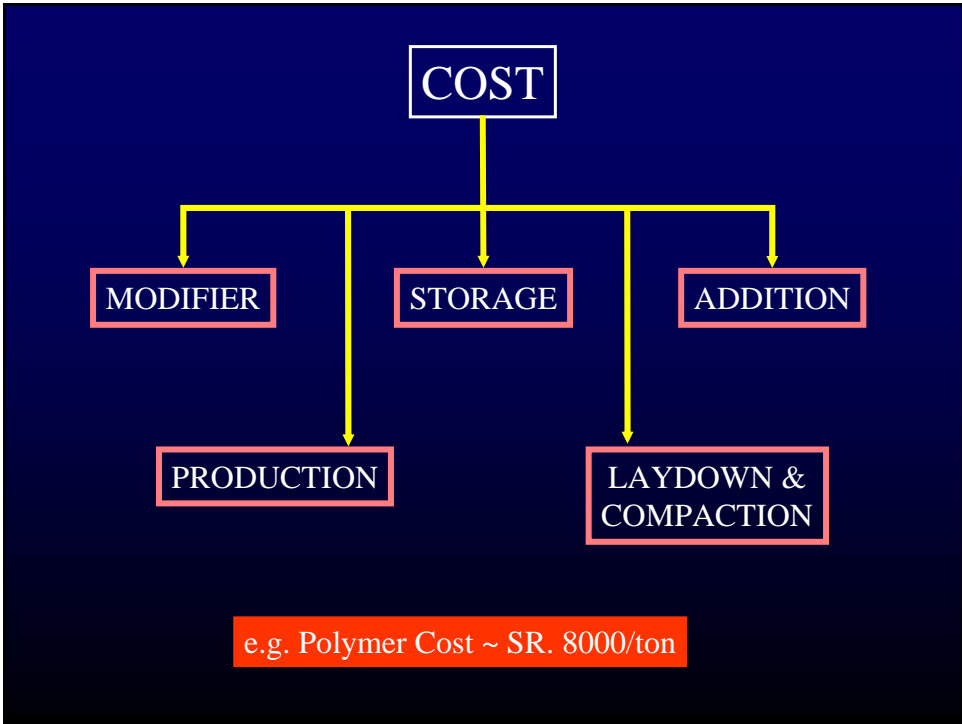 COST
MODIFIER
STORAGE
ADDITION
PRODUCTION
LAYDOWN &
COMPACTION
e.g. Polymer Cost ~ SR. 8000/ton